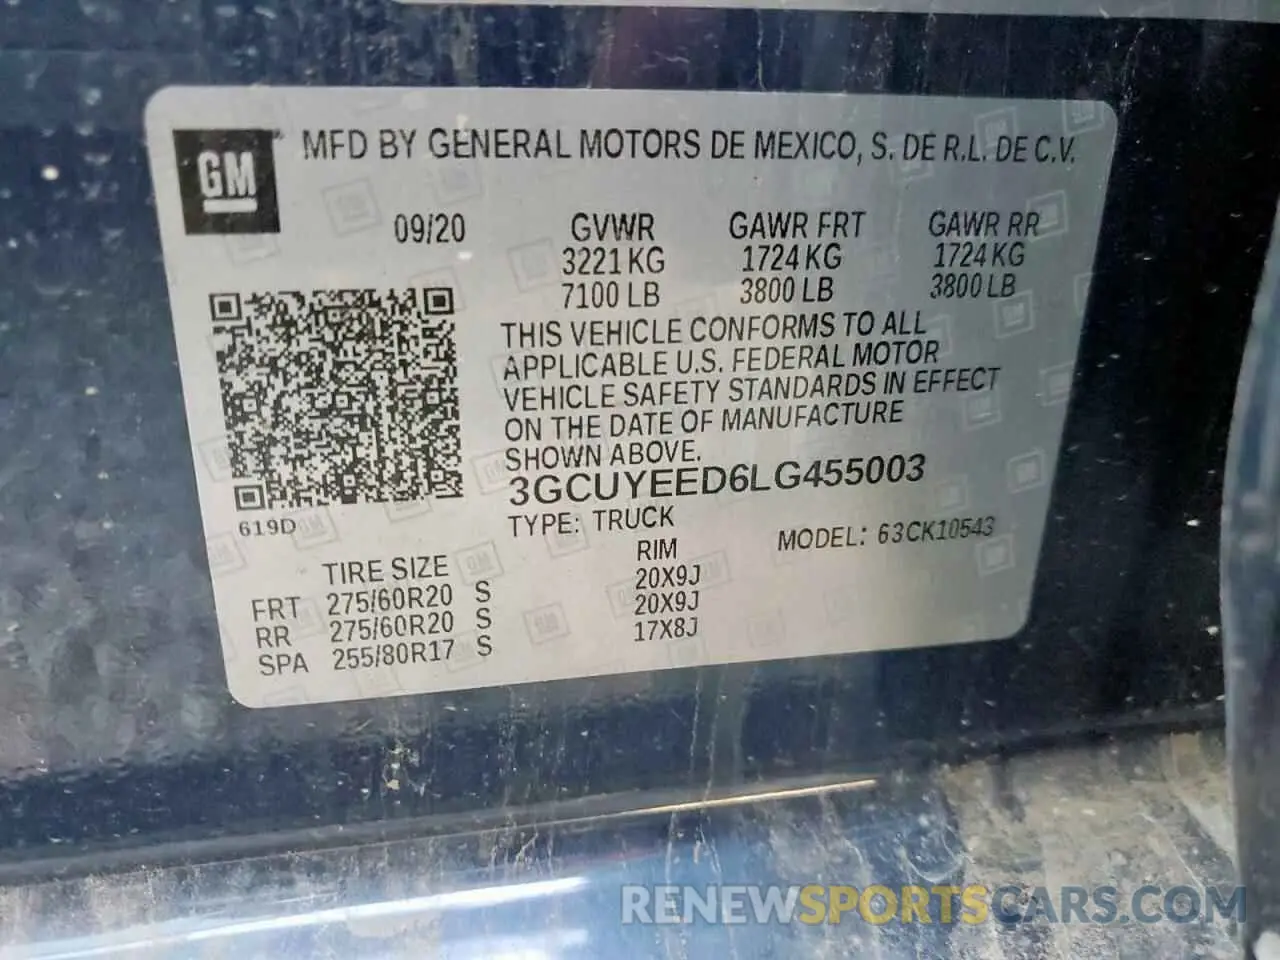 GM
MFD BY GENERAL MOTORS DE MEXICO, S. DE R.L. DE C.V.
09/20 GVWR GAWR FRT GAWR RR
3221 KG 1724 KG 1724 KG
7100 LB 3800 LB 3800 LB
THIS VEHICLE CONFORMS TO ALL
APPLICABLE U.S. FEDERAL MOTOR
VEHICLE SAFETY STANDARDS IN EFFECT
ON THE DATE OF MANUFACTURE
SHOWN ABOVE.
3GCUYEED6LG455003
619D
TYPE: TRUCK MODEL: 63CK10543
TIRE SIZE RIM
FRT 275/60R20 S 20X9J
RR 275/60R20 S 20X9J
SPA 255/80R17 S 17X8J
RENEWSPORTSCARS.COM